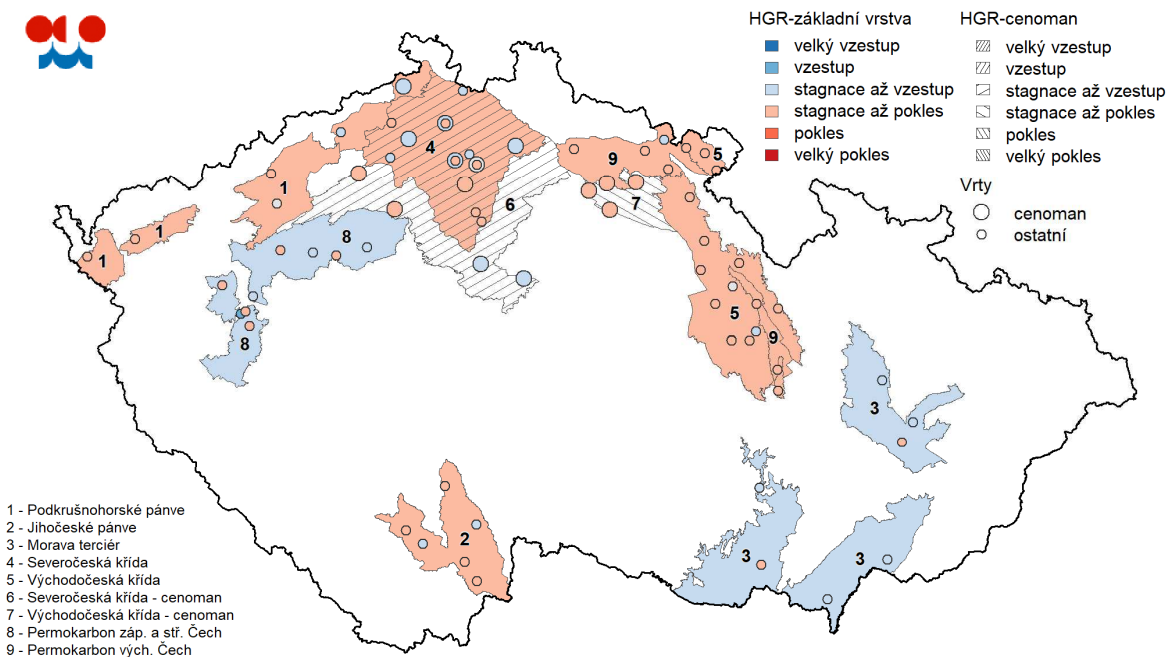 HGR-základní vrstva
velký vzestup
vzestup
stagnace až vzestup
stagnace až pokles
pokles
velký pokles
HGR-cenoman
velký vzestup
vzestup
stagnace až vzestup
stagnace až pokles
pokles
velký pokles
Vrty
cenoman
ostatní
4
9
5
1
6
7
1
8
1
5
9
8
3
2
3
3
1 - Podkrušnohorské pánve
2 - Jihočeské pánve
3 - Morava terciér
4 - Severočeská křída
5 - Východočeská křída
6 - Severočeská křída - cenoman
7 - Východočeská křída - cenoman
8 - Permokarbon záp. a stř. Čech
9 - Permokarbon vých. Čech